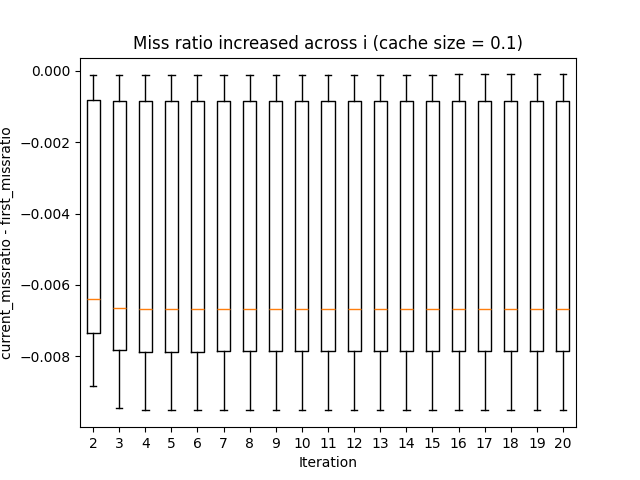 Miss ratio increased across i (cache size = 0.1)
current_missratio - first_missratio
0.000
−0.002
−0.004
−0.006
−0.008
2 3 4 5 6 7 8 9 10 11 12 13 14 15 16 17 18 19 20
Iteration